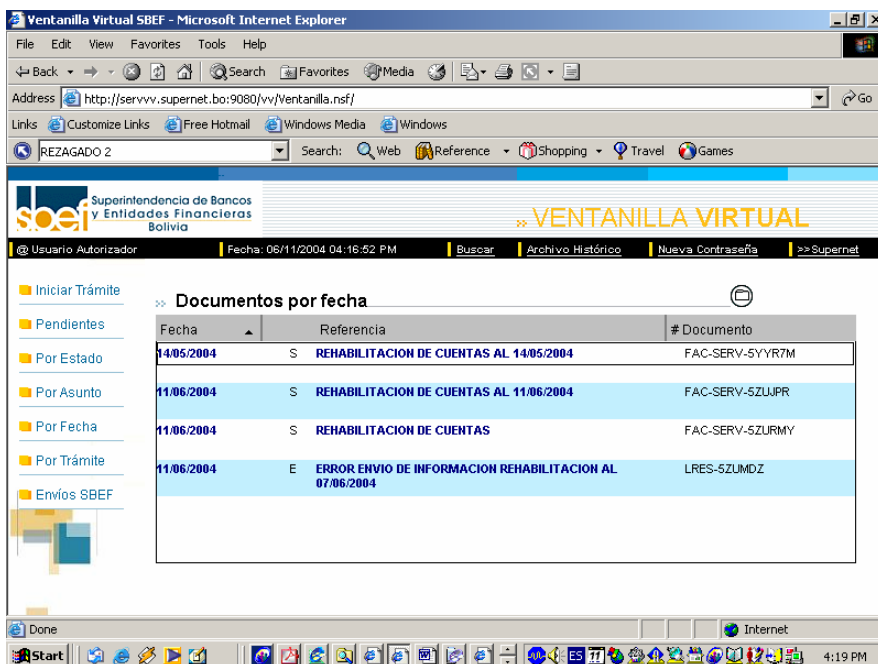 Ventanilla Virtual SBEF - Microsoft Internet Explorer
File Edit View Favorites Tools Help
Back Search Favorites Media
Address http://servvv.supernet.bo:9080/vv/Ventanilla.nsf/ Go
Links Customize Links Free Hotmail Windows Media Windows
REZAGADO 2 Search: Web Reference Shopping Travel Games
sbef Superintendencia de Bancos
y Entidades Financieras
Bolivia
» VENTANILLA VIRTUAL
@ Usuario Autorizador Fecha: 06/11/2004 04:16:52 PM Buscar Archivo Histórico Nueva Contraseña >>Supernet
Iniciar Trámite
Pendientes
Por Estado
Por Asunto
Por Fecha
Por Trámite
Envíos SBEF
» Documentos por fecha
Fecha Referencia # Documento
14/05/2004 S REHABILITACION DE CUENTAS AL 14/05/2004 FAC-SERV-5YYR7M
11/06/2004 S REHABILITACION DE CUENTAS AL 11/06/2004 FAC-SERV-5ZUJPR
11/06/2004 S REHABILITACION DE CUENTAS FAC-SERV-5ZURMY
11/06/2004 E ERROR ENVIO DE INFORMACION REHABILITACION AL LRES-5ZUMDZ
07/06/2004
Done Internet
Start ES 4:19 PM